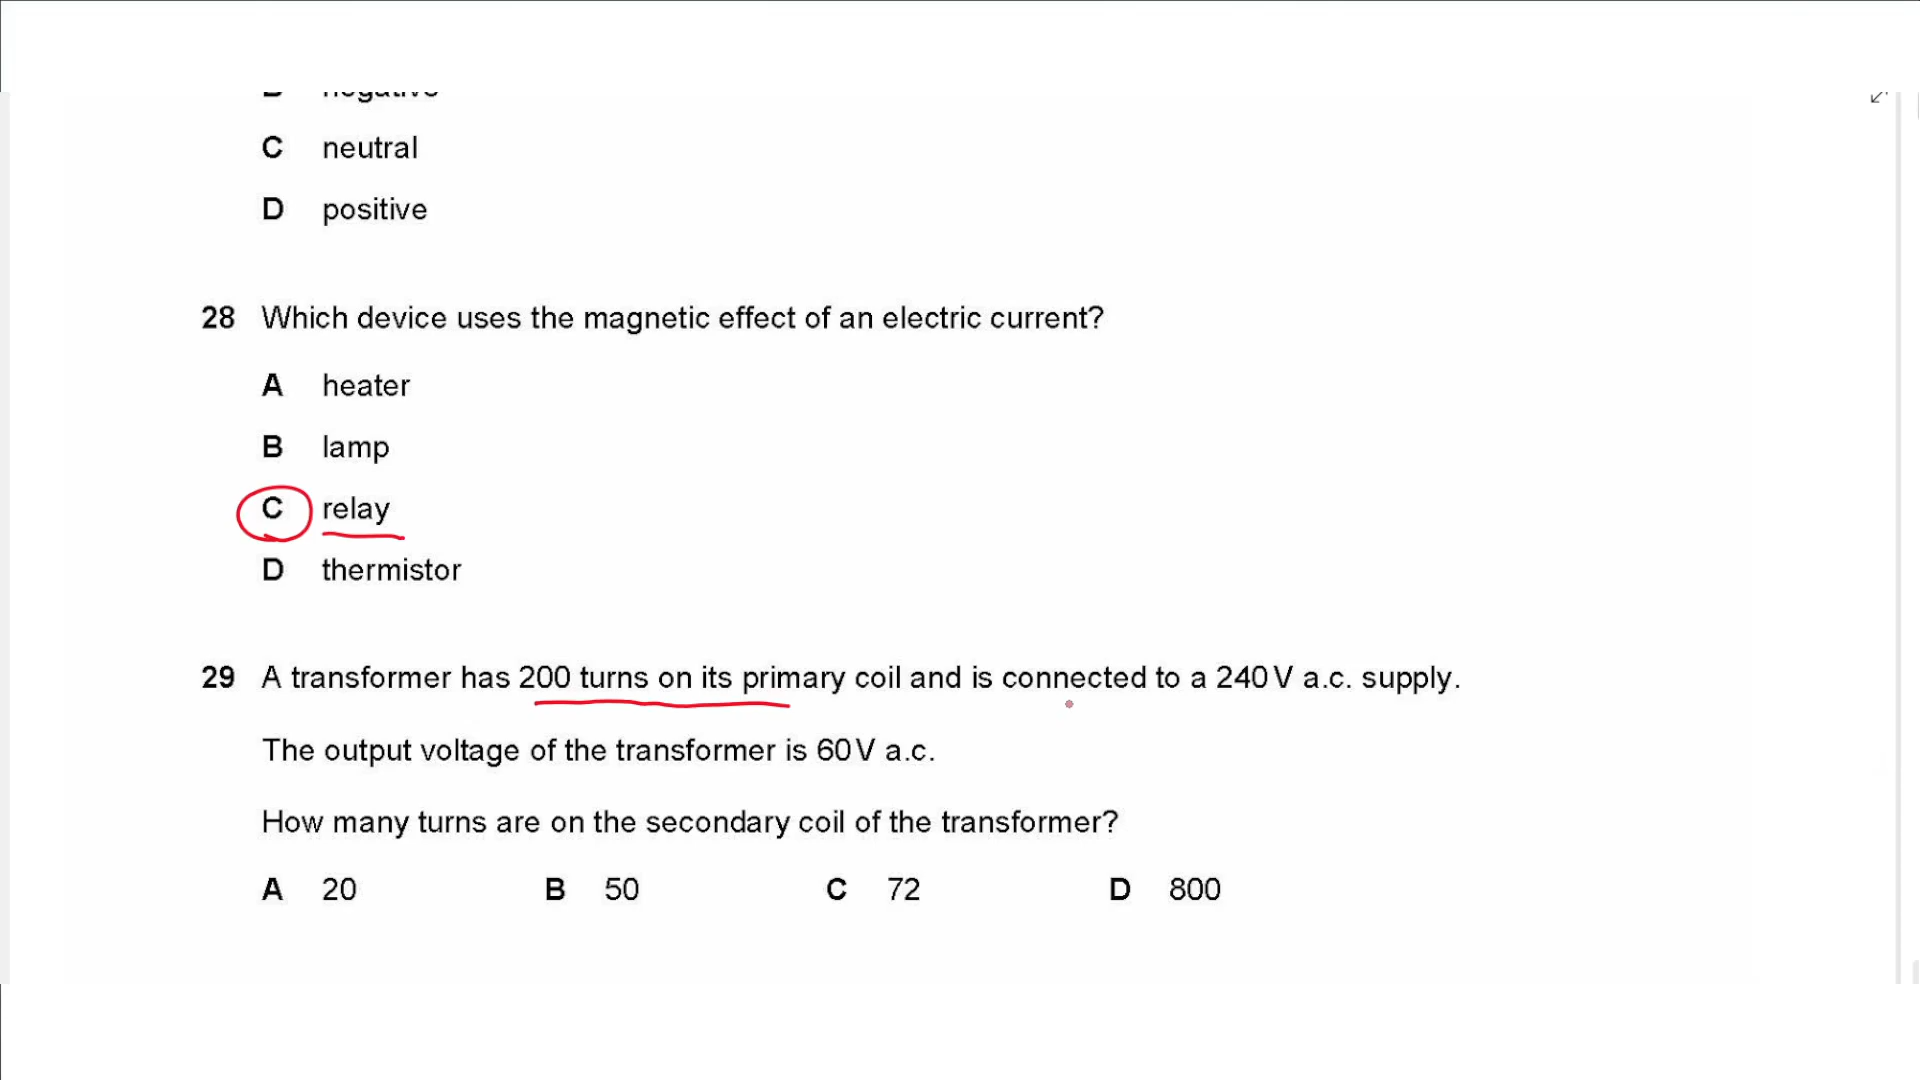 C neutral
D positive
28 Which device uses the magnetic effect of an electric current?
A heater
B lamp
C relay
D thermistor
29 A transformer has 200 turns on its primary coil and is connected to a 240 V a.c. supply.
The output voltage of the transformer is 60 V a.c.
How many turns are on the secondary coil of the transformer?
A 20 B 50 C 72 D 800